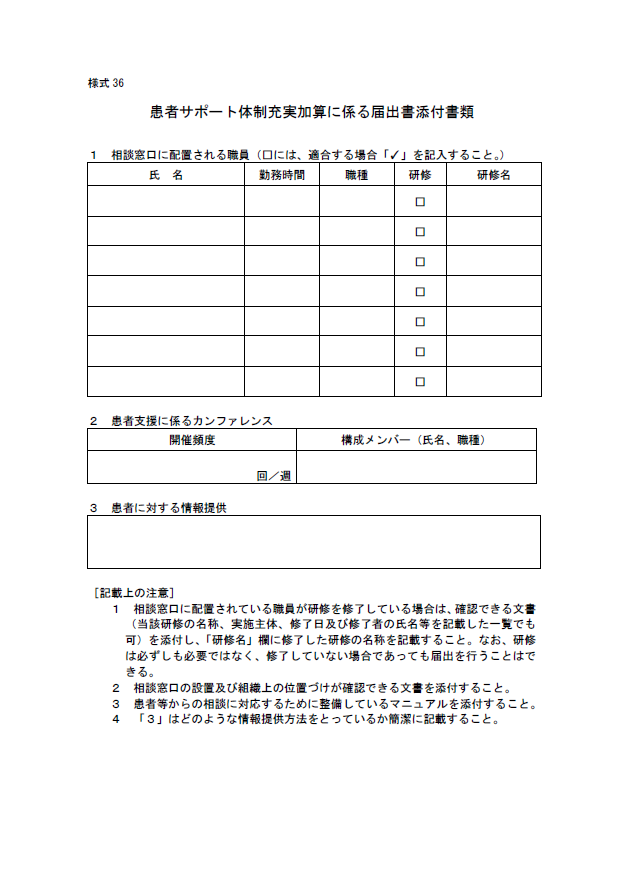 様式 36
患者サポート体制充実加算に係る届出書添付書類
１　相談窓口に配置される職員（□には、適合する場合「✓」を記入すること。）
氏　名　勤務時間　職種　研修　研修名
□
□
□
□
□
□
□
２　患者支援に係るカンファレンス
開催頻度　構成メンバー（氏名、職種）
回／週
３　患者に対する情報提供
［記載上の注意］
１　相談窓口に配置されている職員が研修を修了している場合は、確認できる文書
（当該研修の名称、実施主体、修了日及び修了者の氏名等を記載した一覧でも
可）を添付し、「研修名」欄に修了した研修の名称を記載すること。なお、研修
は必ずしも必要ではなく、修了していない場合であっても届出を行うことはで
きる。
２　相談窓口の設置及び組織上の位置づけが確認できる文書を添付すること。
３　患者等からの相談に対応するために整備しているマニュアルを添付すること。
４　「３」はどのような情報提供方法をとっているか簡潔に記載すること。